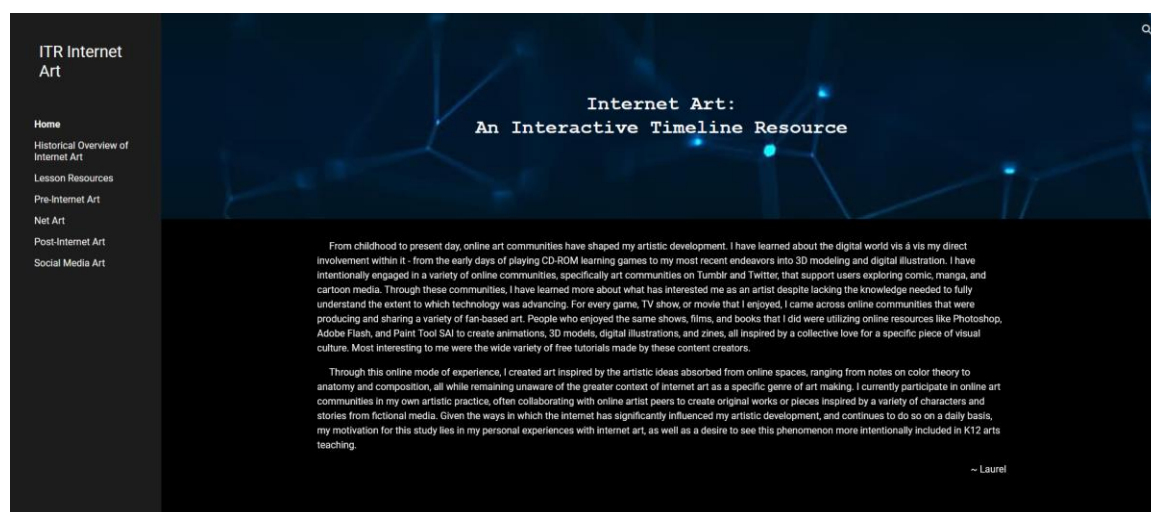 ITR Internet
Art
Home
Historical Overview of
Internet Art
Lesson Resources
Pre-Internet Art
Net Art
Post-Internet Art
Social Media Art
Internet Art:
An Interactive Timeline Resource
From childhood to present day, online art communities have shaped my artistic development. I have learned about the digital world vis á vis my direct
involvement within it - from the early days of playing CD-ROM learning games to my most recent endeavors into 3D modeling and digital illustration. I have
intentionally engaged in a variety of online communities, specifically art communities on Tumblr and Twitter, that support users exploring comic, manga, and
cartoon media. Through these communities, I have learned more about what has interested me as an artist despite lacking the knowledge needed to fully
understand the extent to which technology was advancing. For every game, TV show, or movie that I enjoyed, I came across online communities that were
producing and sharing a variety of fan-based art. People who enjoyed the same shows, films, and books that I did were utilizing online resources like Photoshop,
Adobe Flash, and Paint Tool SAI to create animations, 3D models, digital illustrations, and zines, all inspired by a collective love for a specific piece of visual
culture. Most interesting to me were the wide variety of free tutorials made by these content creators.
Through this online mode of experience, I created art inspired by the artistic ideas absorbed from online spaces, ranging from notes on color theory to
anatomy and composition, all while remaining unaware of the greater context of internet art as a specific genre of art making. I currently participate in online art
communities in my own artistic practice, often collaborating with online artist peers to create original works or pieces inspired by a variety of characters and
stories from fictional media. Given the ways in which the internet has significantly influenced my artistic development, and continues to do so on a daily basis,
my motivation for this study lies in my personal experiences with internet art, as well as a desire to see this phenomenon more intentionally included in K12 arts
teaching.
~ Laurel